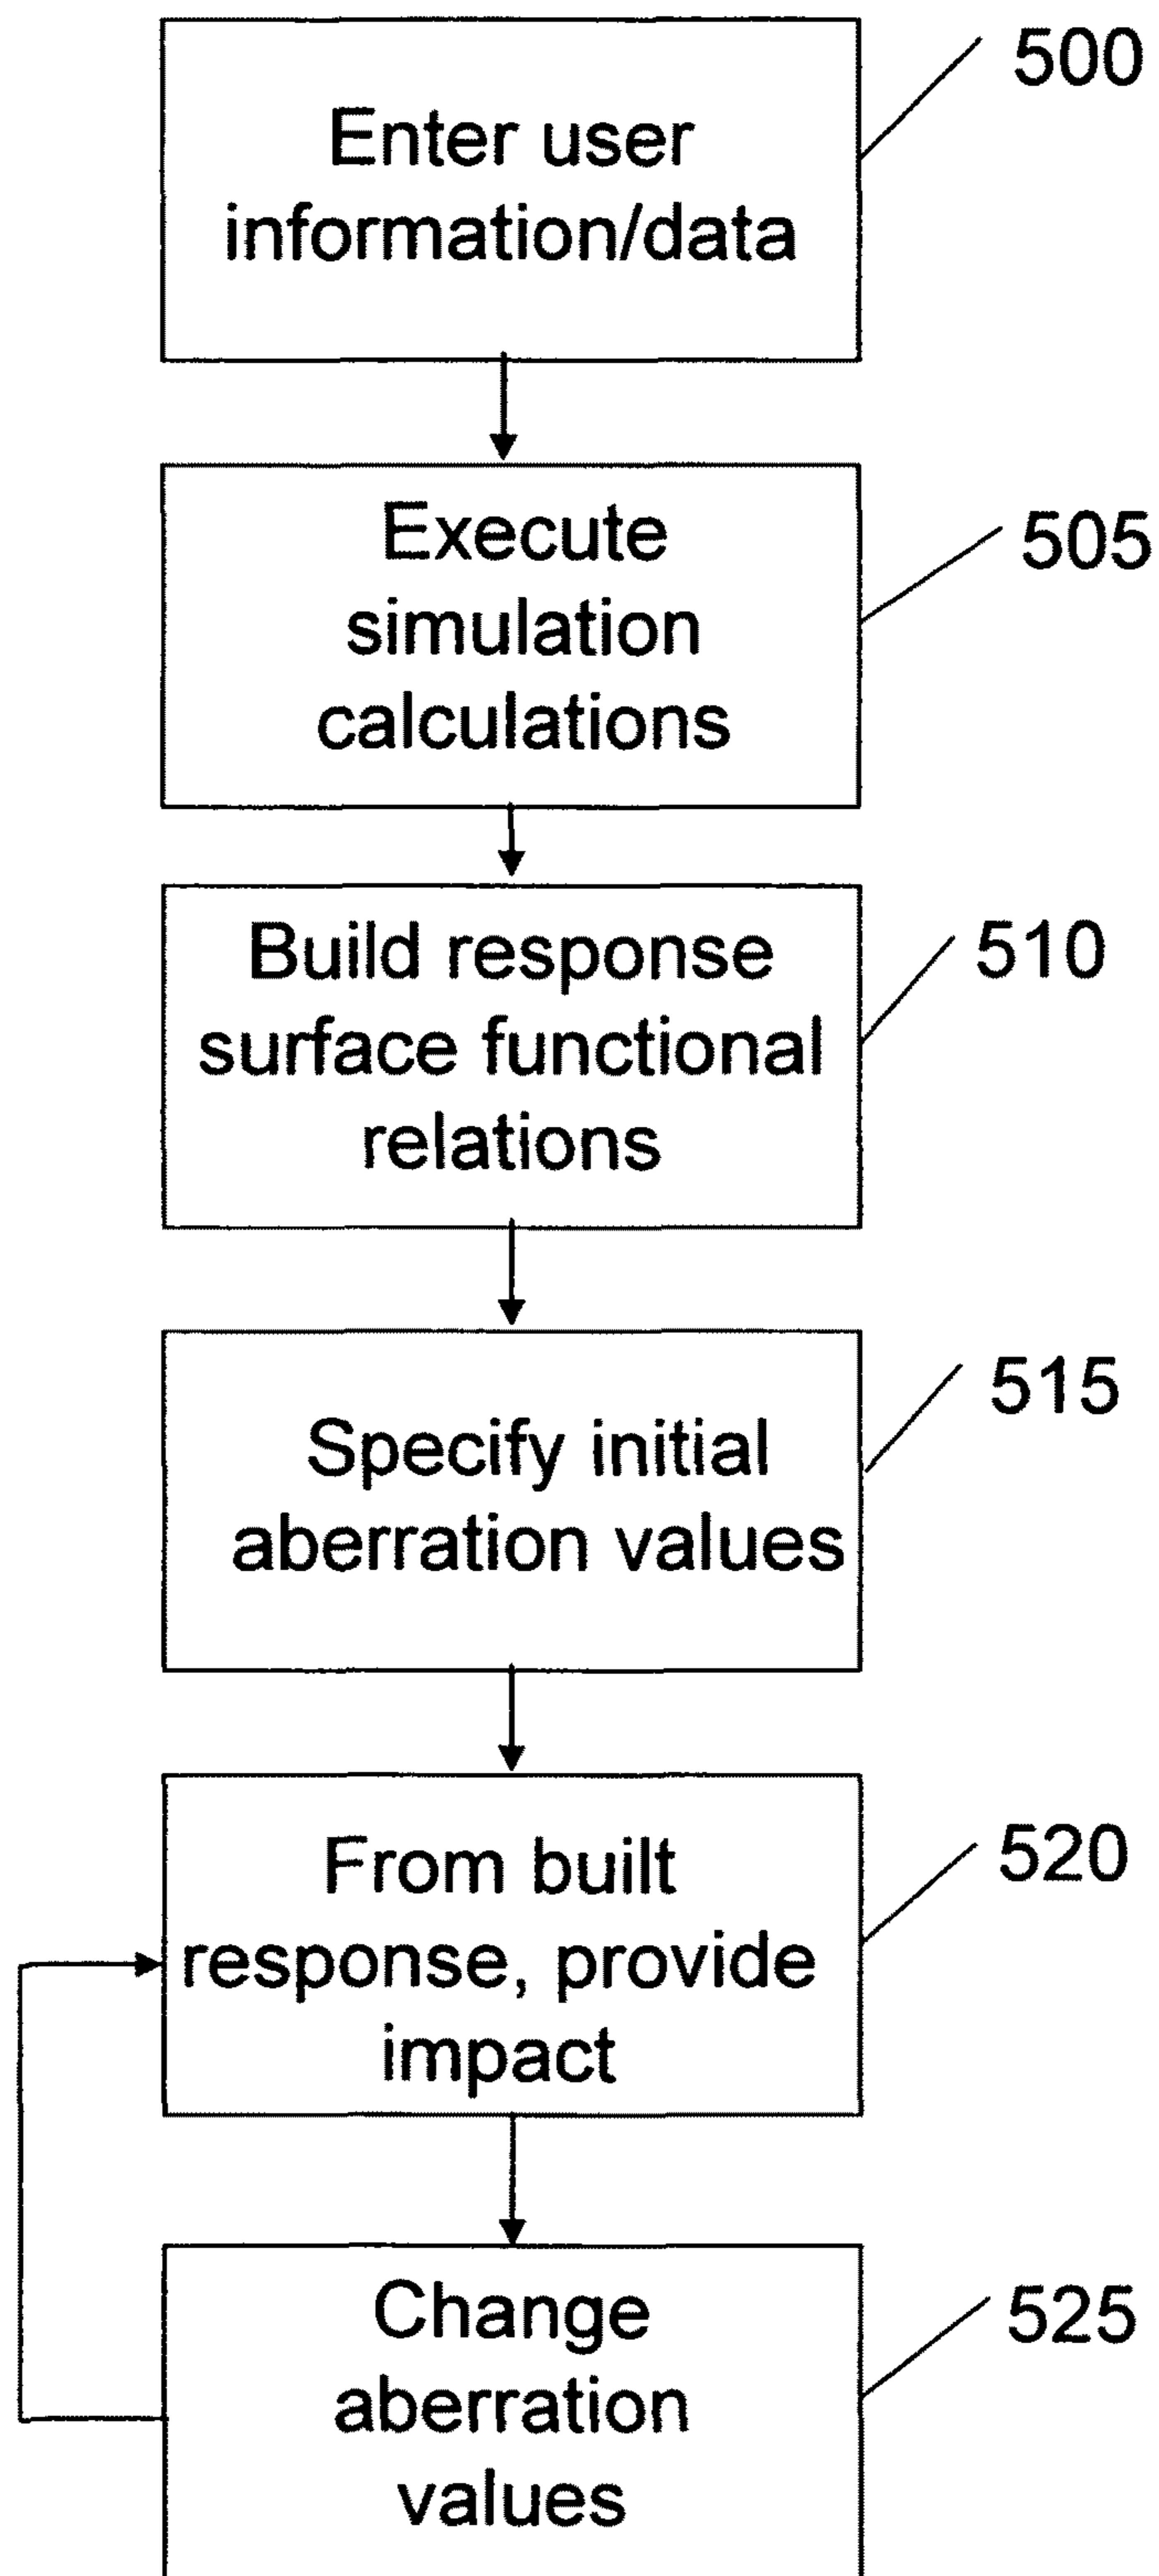 Enter user
information/data
500
Execute
simulation
calculations
505
Build response
surface functional
relations
510
Specify initial
aberration values
515
From built
response, provide
impact
520
Change
aberration
values
525